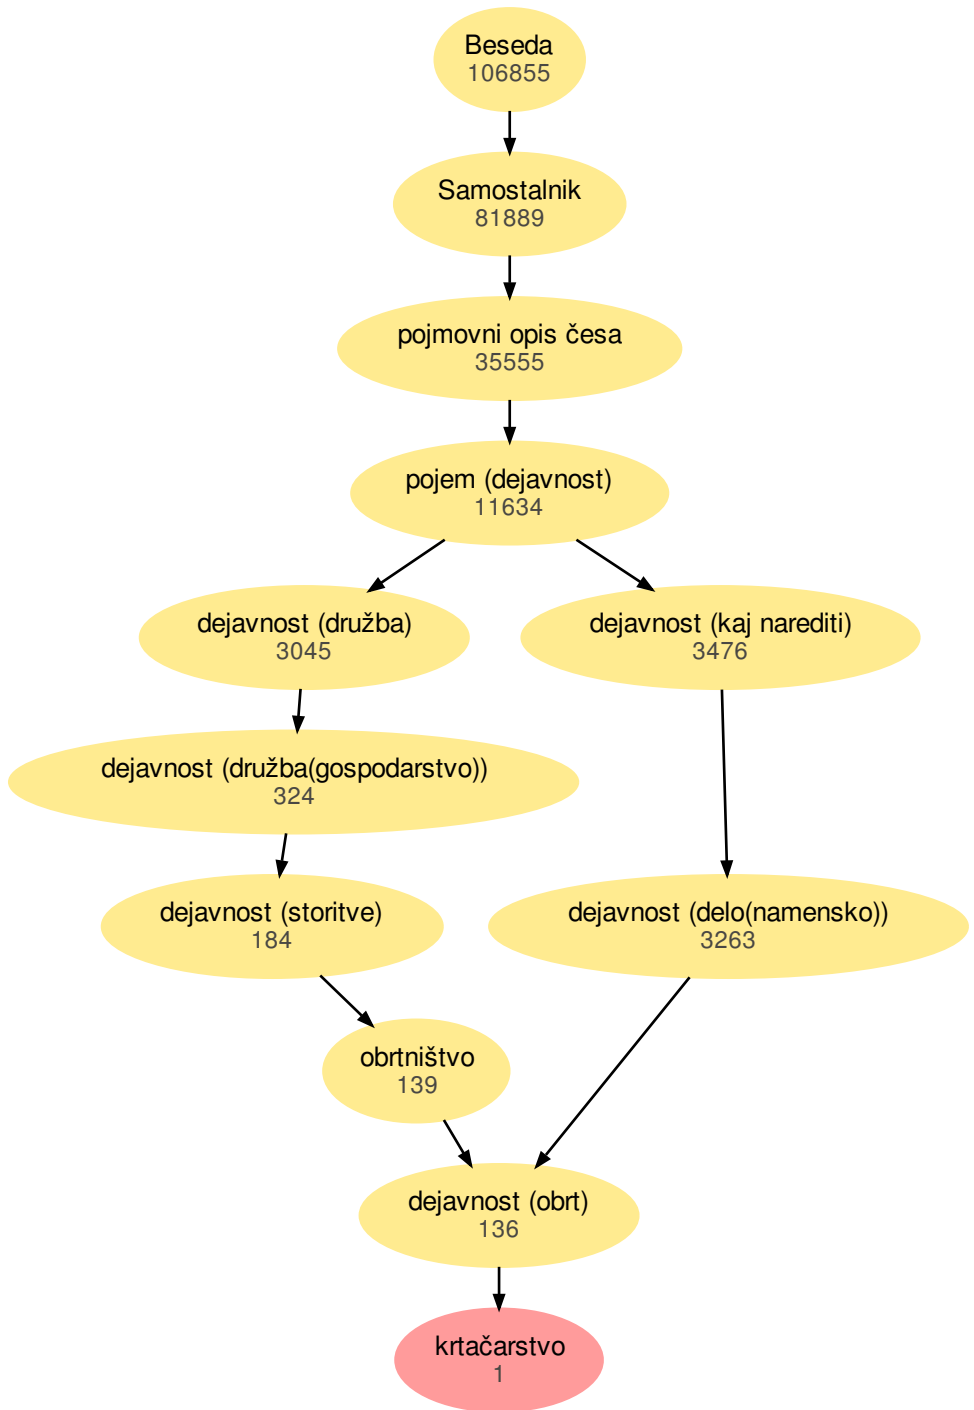 Beseda
106855
Samostalnik
81889
pojmovni opis česa
35555
pojem (dejavnost)
11634
dejavnost (družba)
3045
dejavnost (kaj narediti)
3476
dejavnost (družba(gospodarstvo))
324
dejavnost (storitve)
184
dejavnost (delo(namensko))
3263
obrtništvo
139
dejavnost (obrt)
136
krtačarstvo
1